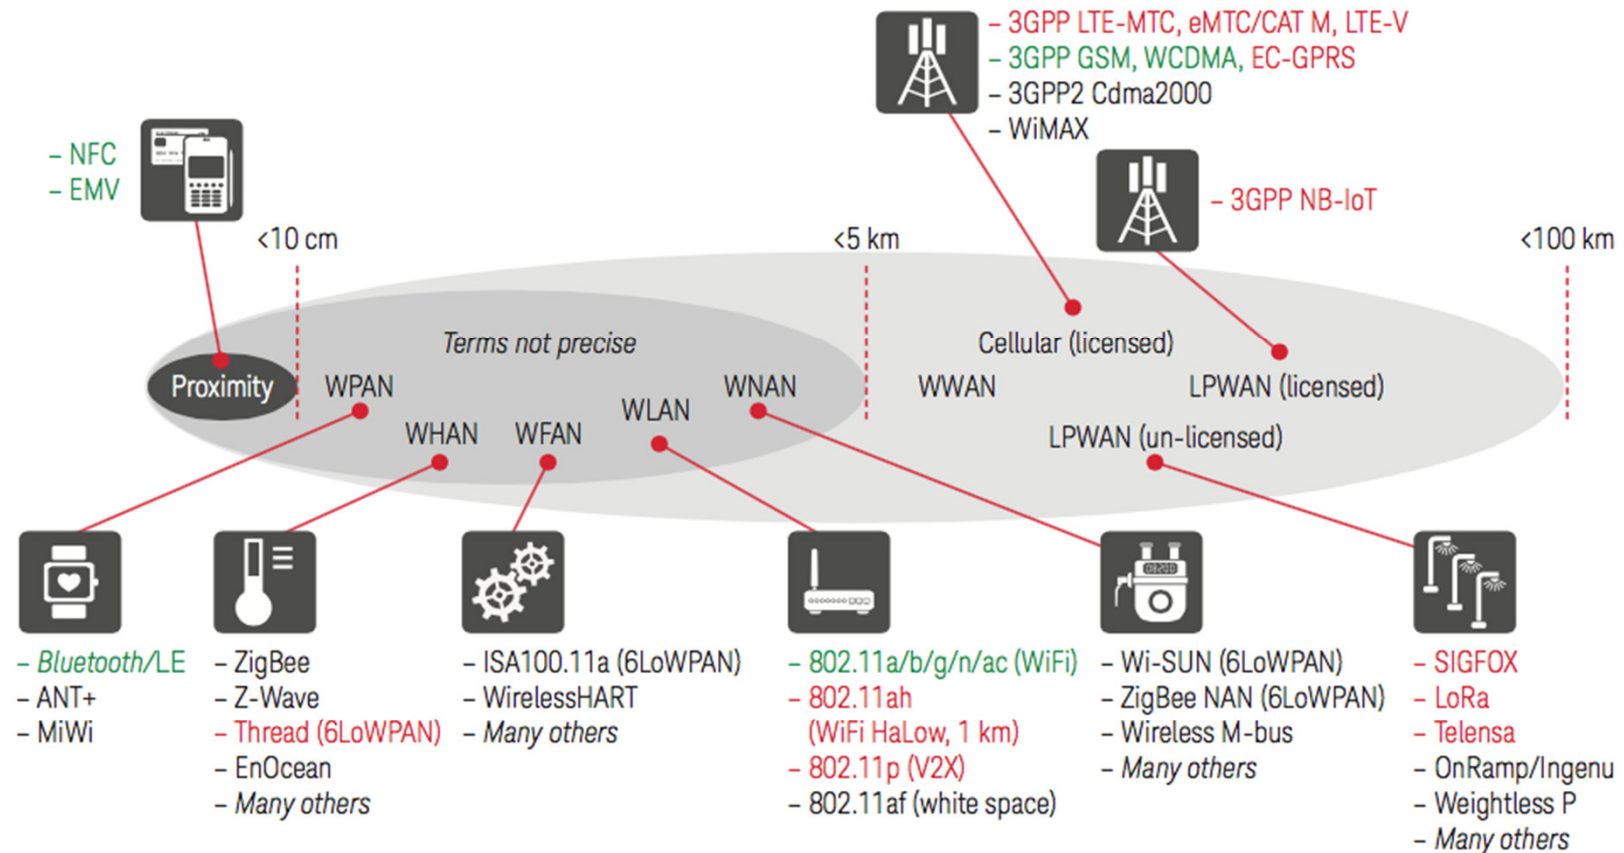 – 3GPP LTE-MTC, eMTC/CAT M, LTE-V
– 3GPP GSM, WCDMA, EC-GPRS
– 3GPP2 Cdma2000
– WiMAX
– NFC
– EMV
– 3GPP NB-IoT
<10 cm
<5 km
<100 km
Terms not precise
Cellular (licensed)
Proximity
WPAN
WNAN
WWAN
LPWAN (licensed)
WLAN
WHAN
WFAN
LPWAN (un-licensed)
08200
– Bluetooth/LE
– ANT+
– MiWi
– ZigBee
– Z-Wave
– Thread (6LoWPAN)
– EnOcean
– Many others
– ISA100.11a (6LoWPAN)
– WirelessHART
– Many others
– 802.11a/b/g/n/ac (WiFi)
– 802.11ah
(WiFi HaLow, 1 km)
– 802.11p (V2X)
– 802.11af (white space)
– Wi-SUN (6LoWPAN)
– ZigBee NAN (6LoWPAN)
– Wireless M-bus
– Many others
– SIGFOX
– LoRa
– Telensa
– OnRamp/Ingenu
– Weightless P
– Many others